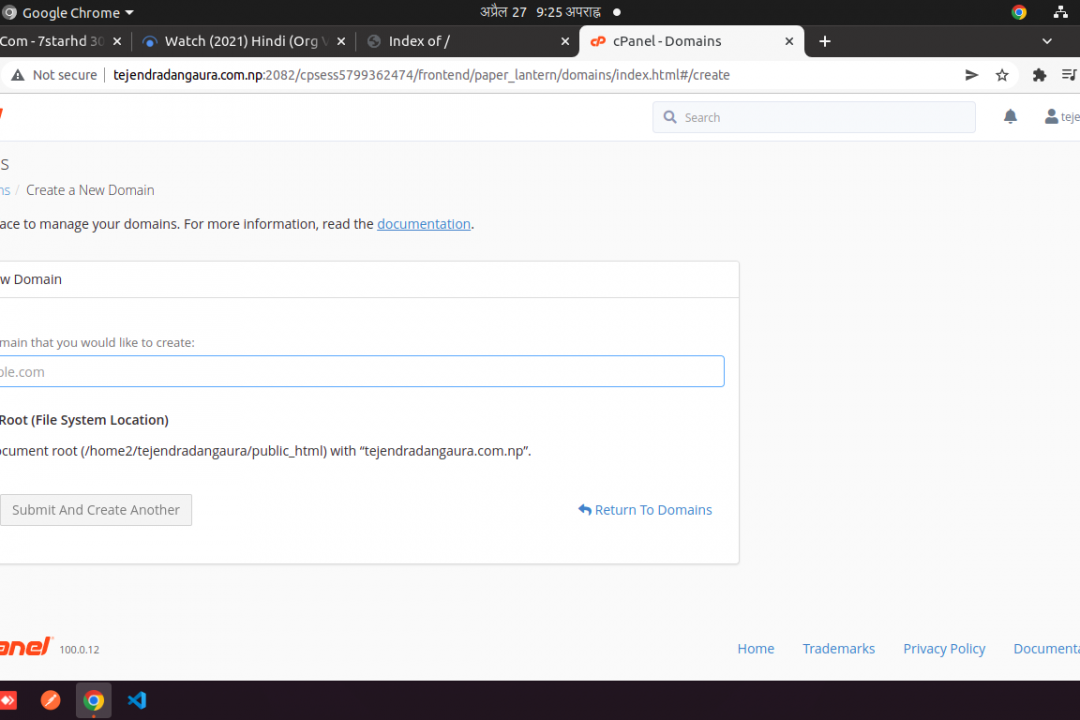 Google Chrome
अप्रैल 27 9:25 अपराह्न
Com - 7starhd 30
Watch (2021) Hindi (Org V
Index of /
cPanel - Domains
Not secure
tejendradangaura.com.np:2082/cpsess5799362474/frontend/paper_lantern/domains/index.html#/create
Search
teje
s
ns / Create a New Domain
ace to manage your domains. For more information, read the documentation.
w Domain
main that you would like to create:
ple.com
Root (File System Location)
ocument root (/home2/tejendradangaura/public_html) with “tejendradangaura.com.np”.
Submit And Create Another
Return To Domains
anel 100.0.12
Home
Trademarks
Privacy Policy
Documenta